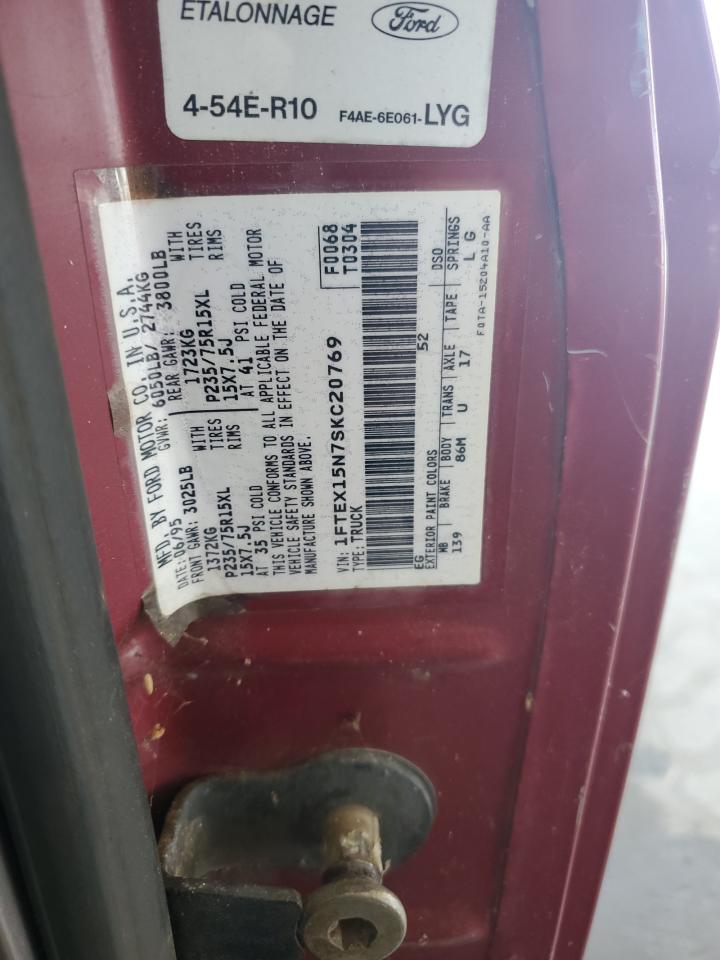 ETALONNAGE
Ford
4-54E-R10 F4AE-6E061-LYG
MFD. BY FORD MOTOR CO. IN U.S.A.
DATE: 06/95 GVWR: 6050LB/ 2744KG
FRONT GAWR: 3025LB REAR GAWR: 3800LB
1372KG WITH 1723KG WITH
P235/75R15XL TIRES P235/75R15XL TIRES
15X7.5J RIMS 15X7.5J RIMS
AT 35 PSI COLD AT 41 PSI COLD
THIS VEHICLE CONFORMS TO ALL APPLICABLE FEDERAL MOTOR
VEHICLE SAFETY STANDARDS IN EFFECT ON THE DATE OF
MANUFACTURE SHOWN ABOVE.
F0068
T0304
VIN: 1FTEX15N7SKC20769
TYPE: TRUCK
EG 52
EXTERIOR PAINT COLORS DSO
WB BRAKE BODY TRANS AXLE TAPE SPRINGS
139 86M U 17 L G
F0TA-15204A10-AA